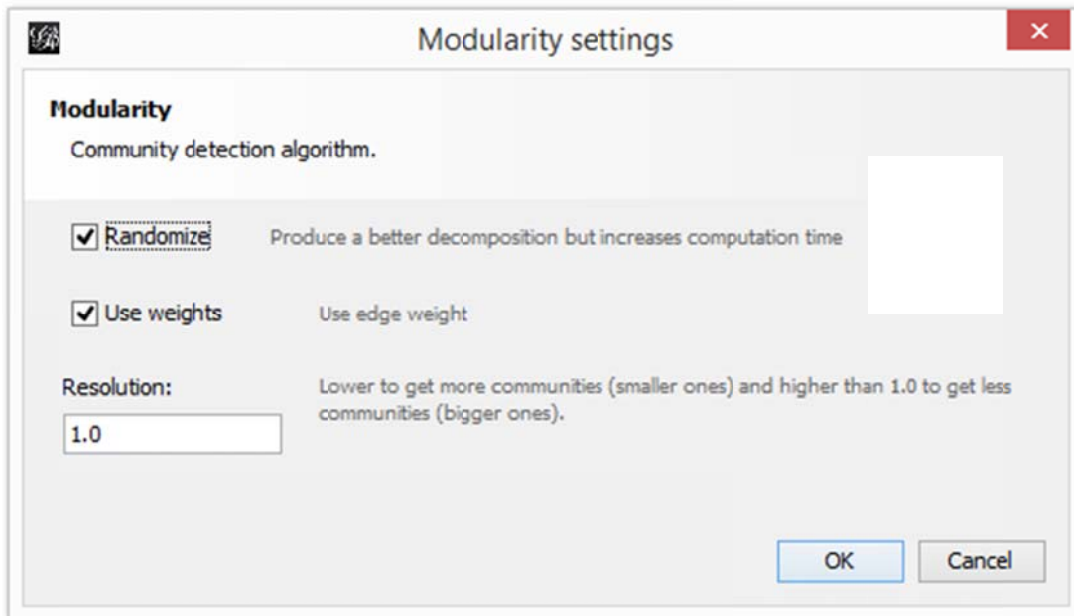 Modularity settings
Modularity
Community detection algorithm.
Randomize
Produce a better decomposition but increases computation time
Use weights
Use edge weight
Resolution:
Lower to get more communities (smaller ones) and higher than 1.0 to get less
communities (bigger ones).
1.0
OK
Cancel